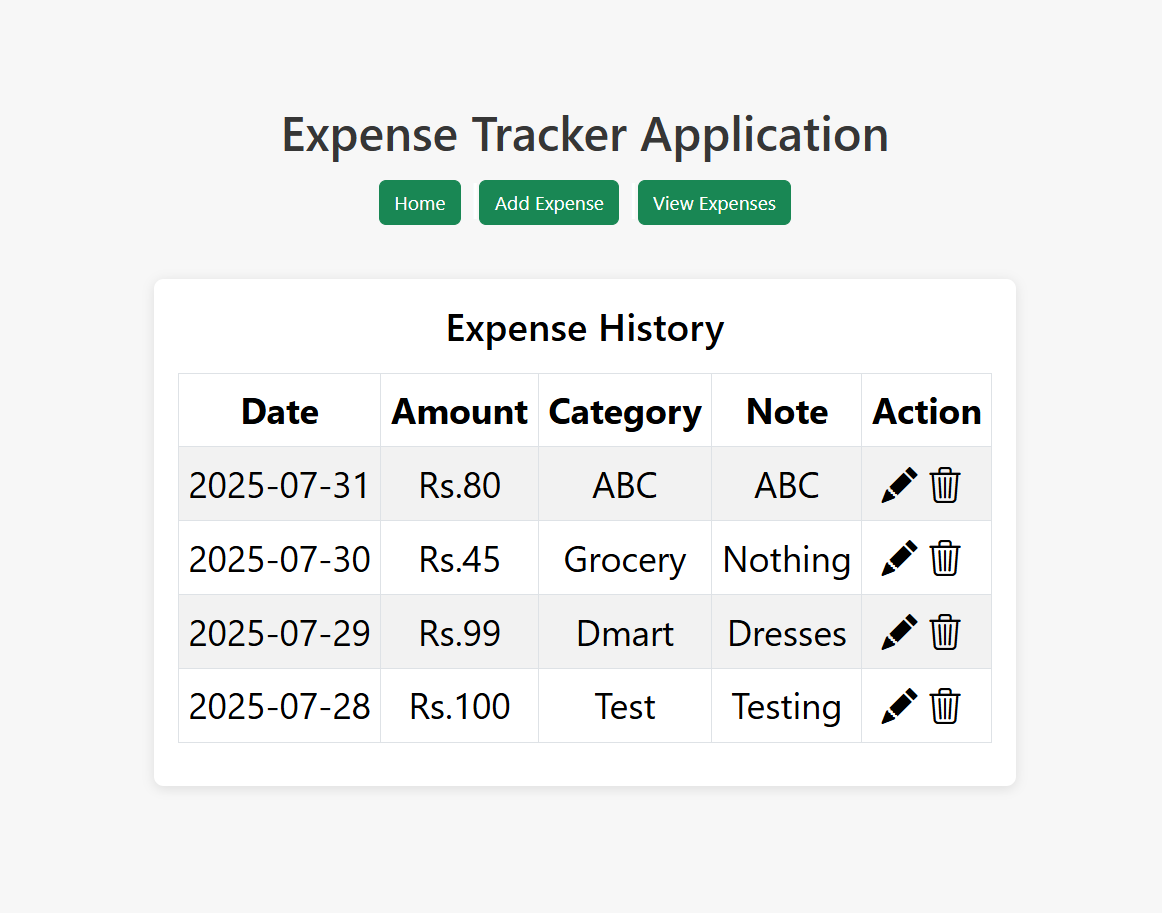 Expense Tracker Application
Home Add Expense View Expenses
Expense History
Date Amount Category Note Action
2025-07-31 Rs.80 ABC ABC
2025-07-30 Rs.45 Grocery Nothing
2025-07-29 Rs.99 Dmart Dresses
2025-07-28 Rs.100 Test Testing